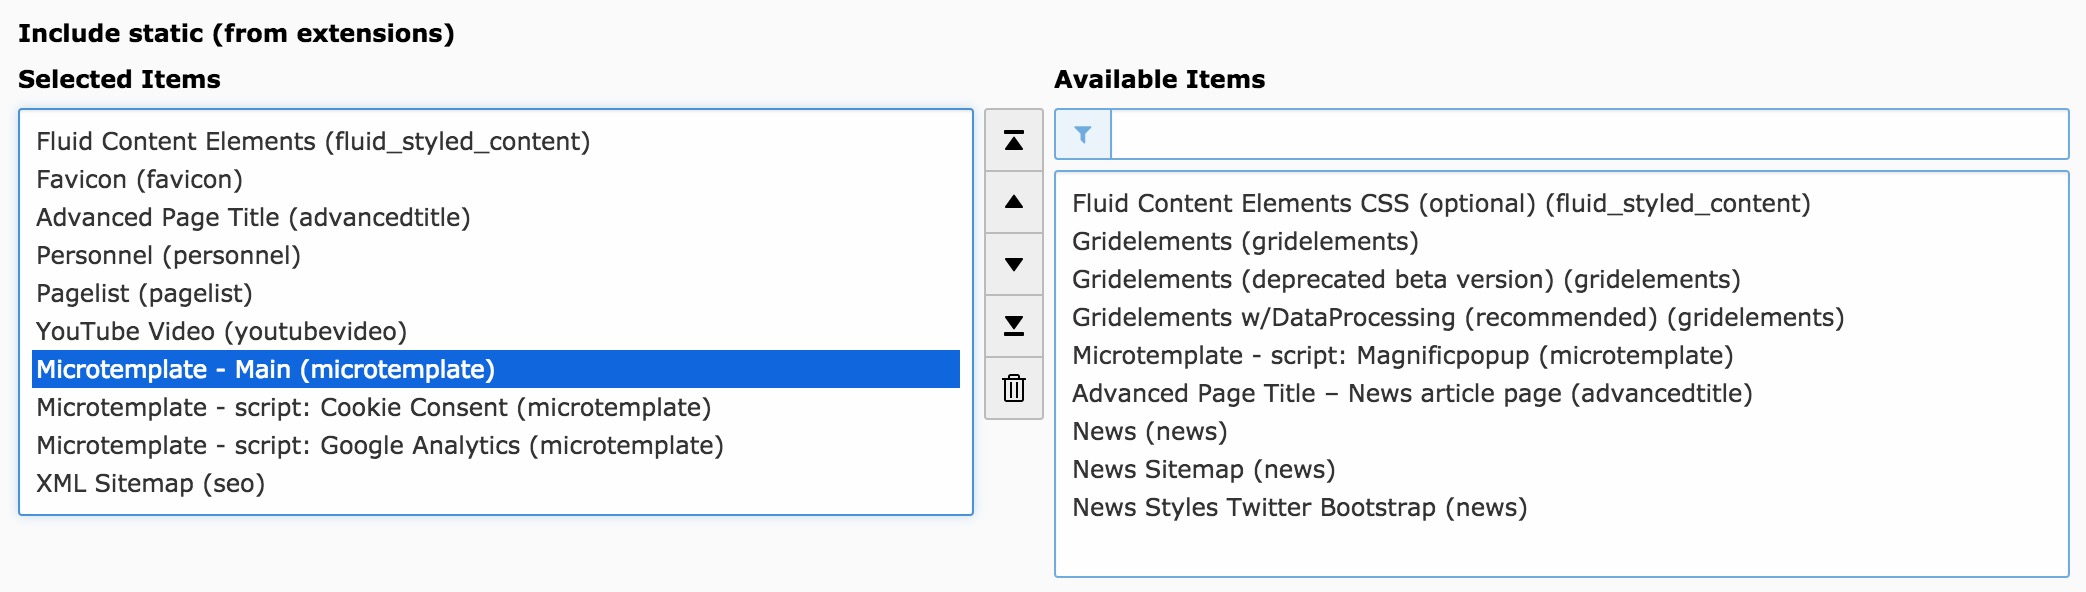 Include static (from extensions)
Selected Items
Fluid Content Elements (fluid_styled_content)
Favicon (favicon)
Advanced Page Title (advancedtitle)
Personnel (personnel)
Pagelist (pagelist)
YouTube Video (youtubevideo)
Microtemplate - Main (microtemplate)
Microtemplate - script: Cookie Consent (microtemplate)
Microtemplate - script: Google Analytics (microtemplate)
XML Sitemap (seo)
Available Items
Fluid Content Elements CSS (optional) (fluid_styled_content)
Gridelements (gridelements)
Gridelements (deprecated beta version) (gridelements)
Gridelements w/DataProcessing (recommended) (gridelements)
Microtemplate - script: Magnificpopup (microtemplate)
Advanced Page Title – News article page (advancedtitle)
News (news)
News Sitemap (news)
News Styles Twitter Bootstrap (news)